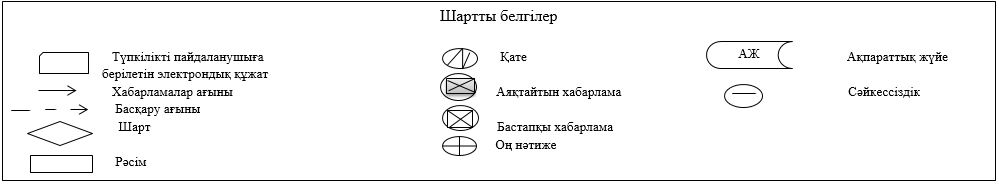 Шартты белгілер
Түпкілікті пайдаланушыға
берілетін электрондық құжат
Хабарламалар ағыны
Басқару ағыны
Шарт
Рәсім
Қате
Аяқтайтын хабарлама
Бастапқы хабарлама
Оң нәтиже
АЖ
Ақпараттық жүйе
Сәйкессіздік